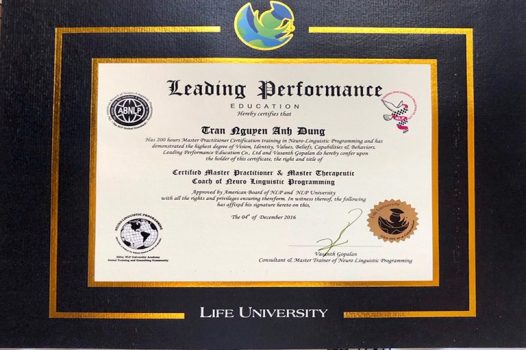 Leading Performance
EDUCATION
Hereby certifies that
Tran Nguyen Anh Dung
Has 200 hours Master Practitioner Certification training in Neuro-Linguistic Programming and has
demonstrated the highest degree of Vision, Identity, Values, Beliefs, Capabilities & Behaviors.
Leading Performance Education Co., Ltd and Vasanth Gopalan do hereby confer upon
the holder of this certificate, the right and title of
Certified Master Practitioner & Master Therapeutic
Coach of Neuro Linguistic Programming
Approved by American Board of NLP and NLP University
with all the rights and privileges ensuring therefrom. In witness thereof, the following
has affixed his signature hereto on this,
The 04th of December 2016
Vasanth Gopalan
Consultant & Master Trainer of Neuro Linguistic Programming
ABNLP
LIFE UNIVERSITY